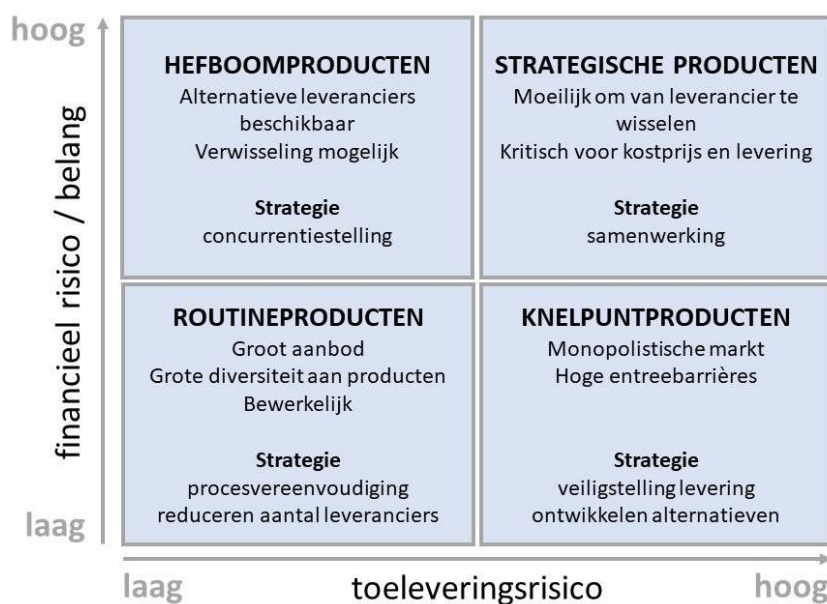 hoog
financieel risico / belang
laag
HEFBOOMPRODUCTEN
Alternatieve leveranciers
beschikbaar
Verwisseling mogelijk
Strategie
concurrentiestelling
STRATEGISCHE PRODUCTEN
Moeilijk om van leverancier te
wisselen
Kritisch voor kostprijs en levering
Strategie
samenwerking
ROUTINEPRODUCTEN
Groot aanbod
Grote diversiteit aan producten
Bewerkelijk
Strategie
procesvereenvoudiging
reduceren aantal leveranciers
KNELPUNTPRODUCTEN
Monopolistische markt
Hoge entreebarrières
Strategie
veiligstelling levering
ontwikkelen alternatieven
laag
toeleveringsrisico
hoog